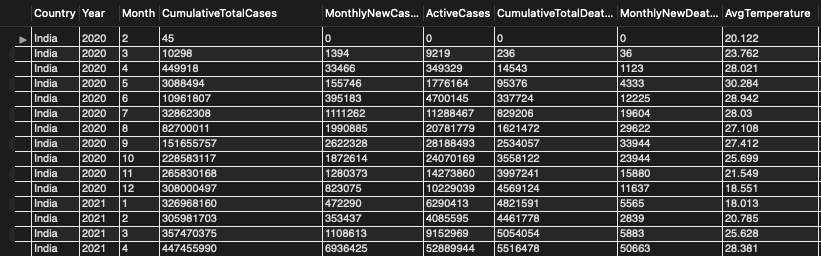 Country Year Month CumulativeTotalCases MonthlyNewCas... ActiveCases CumulativeTotalDeat... MonthlyNewDeat... AvgTemperature
India 2020 2 45 0 0 0 0 20.122
India 2020 3 10298 1394 9219 236 36 23.762
India 2020 4 449918 33466 349329 14543 1123 28.021
India 2020 5 3088494 155746 1776164 95376 4333 30.284
India 2020 6 10961807 395183 4700145 337724 12225 28.942
India 2020 7 32862308 1111262 11288467 829206 19604 28.03
India 2020 8 82700011 1990885 20781779 1621472 29622 27.108
India 2020 9 151655757 2622328 28188493 2534057 33944 27.412
India 2020 10 228583117 1872614 24070169 3558122 23944 25.699
India 2020 11 265830168 1280373 14273860 3997241 15880 21.549
India 2020 12 308000497 823075 10229039 4569124 11637 18.551
India 2021 1 326968160 472290 6290413 4821591 5565 18.013
India 2021 2 305981703 353437 4085595 4461778 2839 20.785
India 2021 3 357470375 1108613 9152969 5054054 5883 25.628
India 2021 4 447455990 6936425 52889944 5516478 50663 28.381